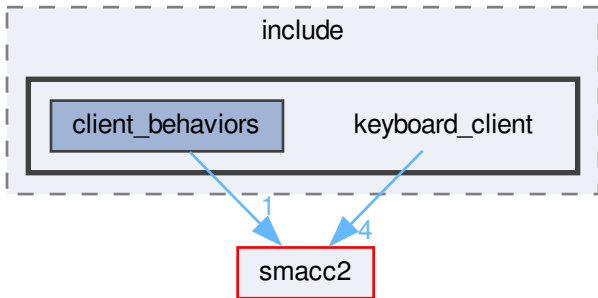 include
client_behaviors
keyboard_client
1
4
smacc2